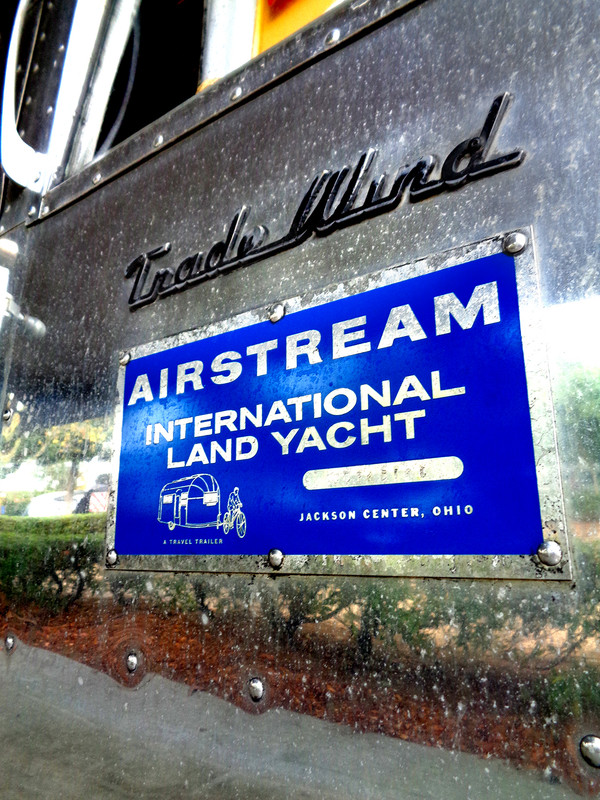 Trade Wind
AIRSTREAM
INTERNATIONAL
LAND YACHT
JACKSON CENTER, OHIO
A TRAVEL TRAILER